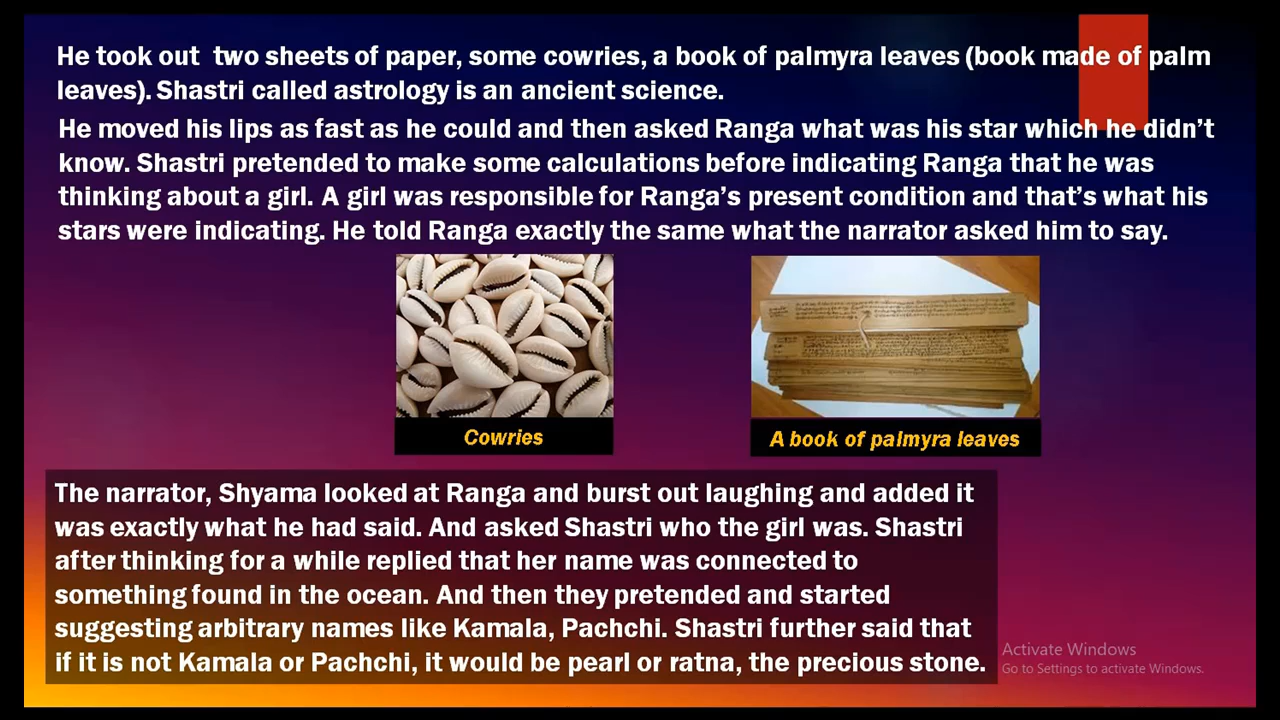 He took out two sheets of paper, some cowries, a book of palmyra leaves (book made of palm
leaves). Shastri called astrology is an ancient science.
He moved his lips as fast as he could and then asked Ranga what was his star which he didn't
know. Shastri pretended to make some calculations before indicating Ranga that he was
thinking about a girl. A girl was responsible for Ranga's present condition and that's what his
stars were indicating. He told Ranga exactly the same what the narrator asked him to say.
Cowries
A book of palmyra leaves
The narrator, Shyama looked at Ranga and burst out laughing and added it
was exactly what he had said. And asked Shastri who the girl was. Shastri
after thinking for a while replied that her name was connected to
something found in the ocean. And then they pretended and started
suggesting arbitrary names like Kamala, Pachchi. Shastri further said that
if it is not Kamala or Pachchi, it would be pearl or ratna, the precious stone.
Activate Windows
Go to Settings to activate Windows.